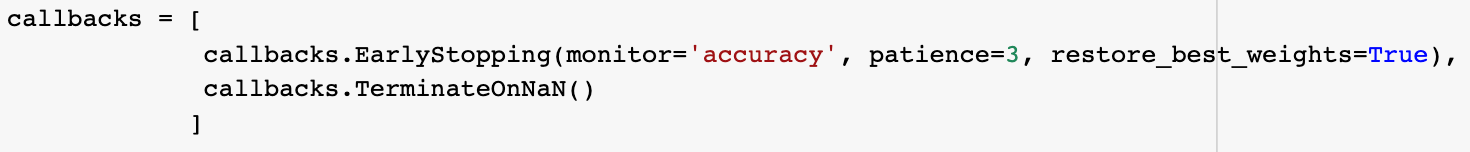 callbacks = [
             callbacks.EarlyStopping(monitor='accuracy', patience=3, restore_best_weights=True),
             callbacks.TerminateOnNaN()
            ]